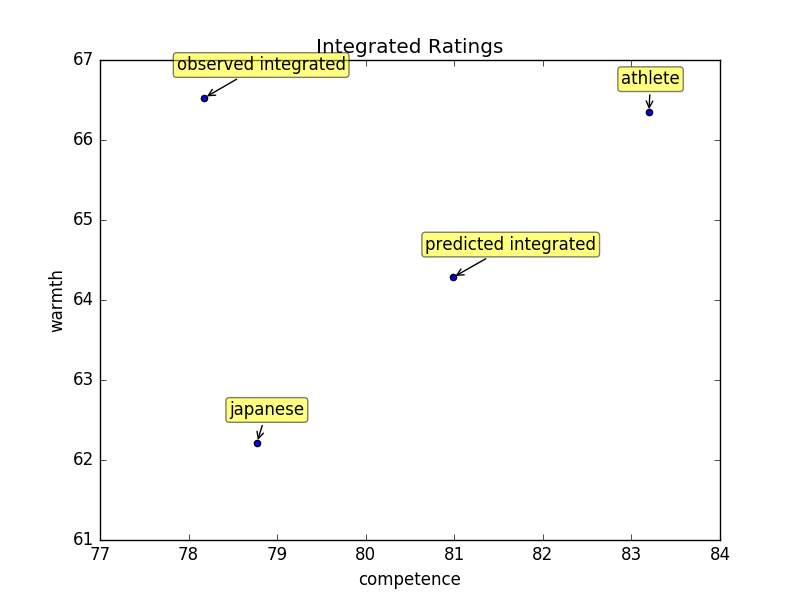 Integrated Ratings
observed integrated
athlete
predicted integrated
japanese
67
66
65
64
63
62
61
warmth
77 78 79 80 81 82 83 84
competence